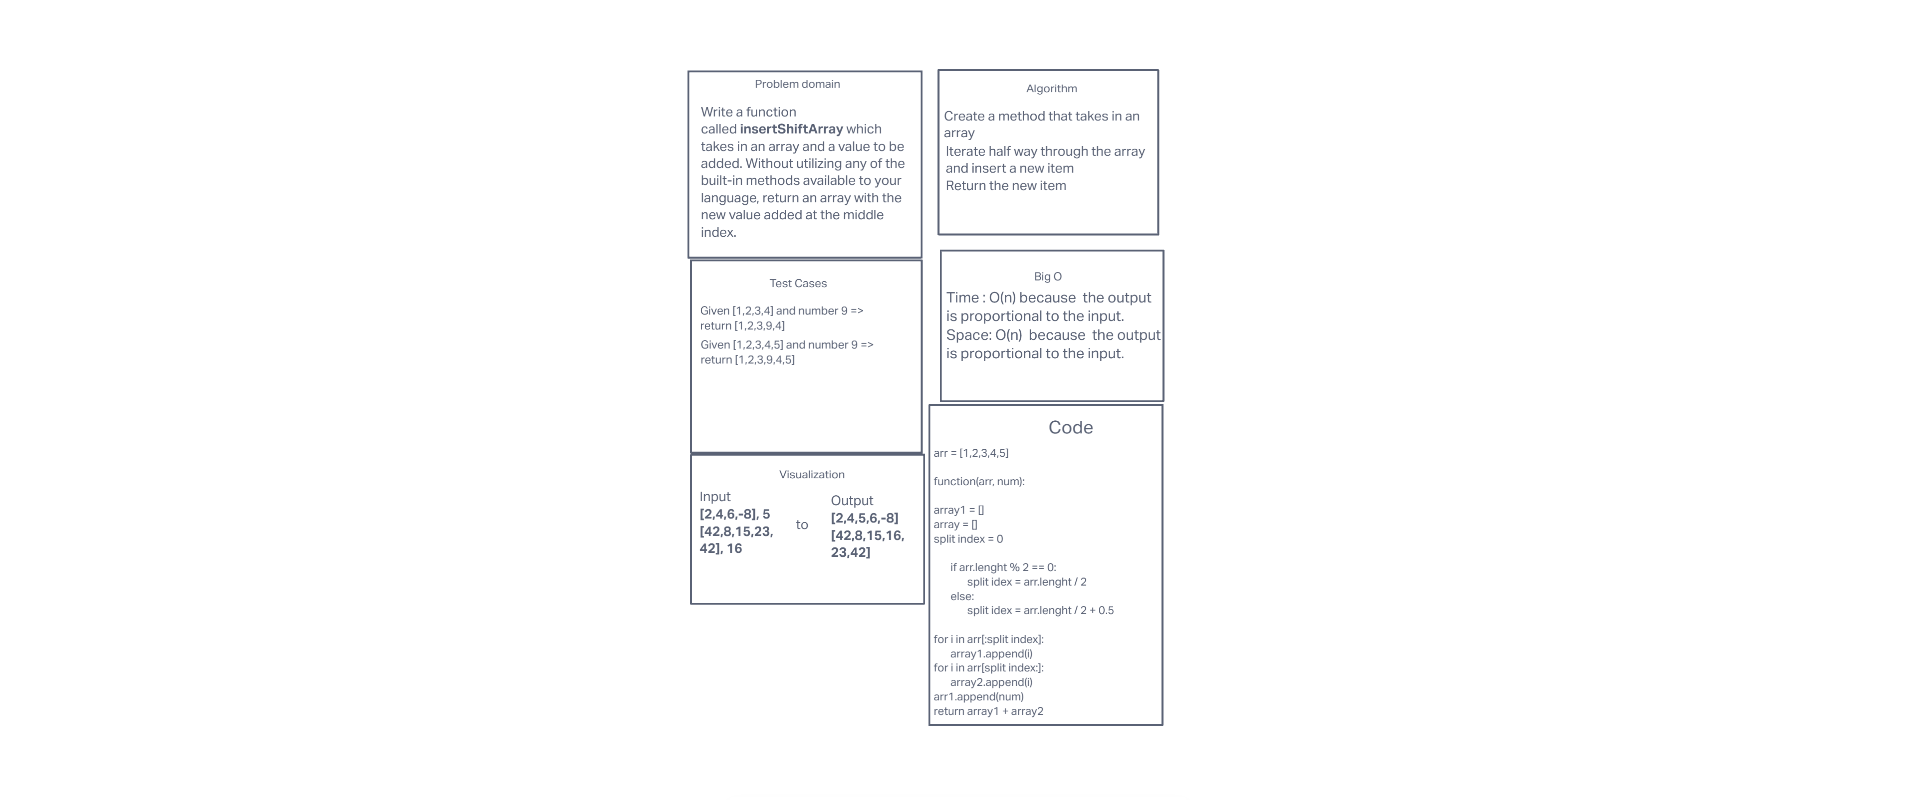 Problem domain
Write a function
called insertShiftArray which
takes in an array and a value to be
added. Without utilizing any of the
built-in methods available to your
language, return an array with the
new value added at the middle
index.
Test Cases
Given [1,2,3,4] and number 9 =>
return [1,2,3,9,4]
Given [1,2,3,4,5] and number 9 =>
return [1,2,3,9,4,5]
Visualization
Input
[2,4,6,-8], 5
[42,8,15,23,
42], 16
to
Output
[2,4,5,6,-8]
[42,8,15,16,
23,42]
Algorithm
Create a method that takes in an
array
Iterate half way through the array
and insert a new item
Return the new item
Big O
Time : O(n) because the output
is proportional to the input.
Space: O(n) because the output
is proportional to the input.
Code
arr = [1,2,3,4,5]
function(arr, num):
array1 = []
array = []
split index = 0
if arr.lenght % 2 == 0:
split idex = arr.lenght / 2
else:
split idex = arr.lenght / 2 + 0.5
for i in arr[:split index]:
array1.append(i)
for i in arr[split index:]:
array2.append(i)
arr1.append(num)
return array1 + array2